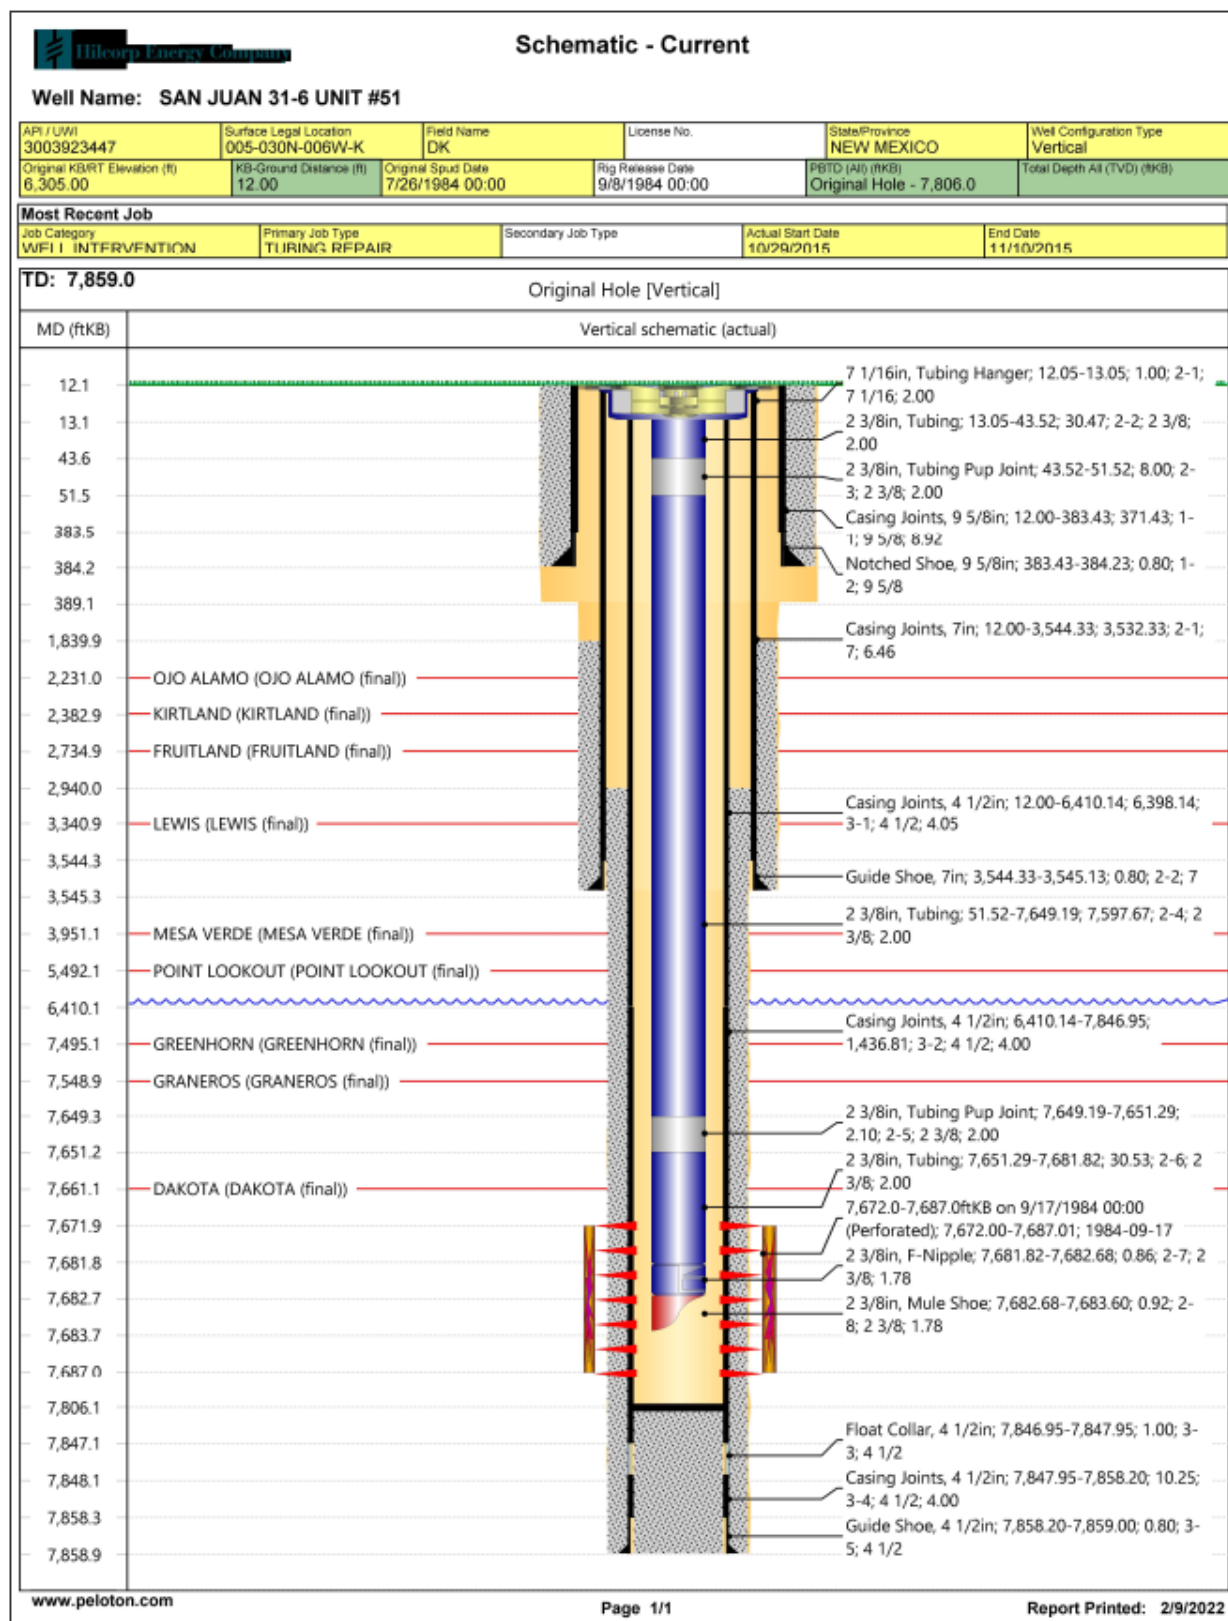 Hilcorp Energy Company
Schematic - Current
Well Name: SAN JUAN 31-6 UNIT #51
API / UWI
3003923447
Surface Legal Location
005-030N-006W-K
Field Name
DK
License No.
State/Province
NEW MEXICO
Well Configuration Type
Vertical
Original KB/RT Elevation (ft)
6,305.00
KB-Ground Distance (ft)
12.00
Original Spud Date
7/26/1984 00:00
Rig Release Date
9/8/1984 00:00
PBTD (All) (ftKB)
Original Hole - 7,806.0
Total Depth All (TVD) (ftKB)
Most Recent Job
Job Category
WELL INTERVENTION
Primary Job Type
TUBING REPAIR
Secondary Job Type
Actual Start Date
10/29/2015
End Date
11/10/2015
TD: 7,859.0
Original Hole [Vertical]
MD (ftKB)
Vertical schematic (actual)
12.1
13.1
43.6
51.5
383.5
384.2
389.1
1,839.9
2,231.0
2,382.9
2,734.9
2,940.0
3,340.9
3,544.3
3,545.3
3,951.1
5,492.1
6,410.1
7,495.1
7,548.9
7,649.3
7,651.2
7,661.1
7,671.9
7,681.8
7,682.7
7,683.7
7,687.0
7,806.1
7,847.1
7,848.1
7,858.3
7,858.9
OJO ALAMO (OJO ALAMO (final))
KIRTLAND (KIRTLAND (final))
FRUITLAND (FRUITLAND (final))
LEWIS (LEWIS (final))
MESA VERDE (MESA VERDE (final))
POINT LOOKOUT (POINT LOOKOUT (final))
GREENHORN (GREENHORN (final))
GRANEROS (GRANEROS (final))
DAKOTA (DAKOTA (final))
7 1/16in, Tubing Hanger; 12.05-13.05; 1.00; 2-1;
7 1/16; 2.00
2 3/8in, Tubing; 13.05-43.52; 30.47; 2-2; 2 3/8;
2.00
2 3/8in, Tubing Pup Joint; 43.52-51.52; 8.00; 2-
3; 2 3/8; 2.00
Casing Joints, 9 5/8in; 12.00-383.43; 371.43; 1-
1; 9 5/8; 8.92
Notched Shoe, 9 5/8in; 383.43-384.23; 0.80; 1-
2; 9 5/8
Casing Joints, 7in; 12.00-3,544.33; 3,532.33; 2-1;
7; 6.46
Casing Joints, 4 1/2in; 12.00-6,410.14; 6,398.14;
3-1; 4 1/2; 4.05
Guide Shoe, 7in; 3,544.33-3,545.13; 0.80; 2-2; 7
2 3/8in, Tubing; 51.52-7,649.19; 7,597.67; 2-4; 2
3/8; 2.00
Casing Joints, 4 1/2in; 6,410.14-7,846.95;
1,436.81; 3-2; 4 1/2; 4.00
2 3/8in, Tubing Pup Joint; 7,649.19-7,651.29;
2.10; 2-5; 2 3/8; 2.00
2 3/8in, Tubing; 7,651.29-7,681.82; 30.53; 2-6; 2
3/8; 2.00
7,672.0-7,687.0ftKB on 9/17/1984 00:00
(Perforated); 7,672.00-7,687.01; 1984-09-17
2 3/8in, F-Nipple; 7,681.82-7,682.68; 0.86; 2-7; 2
3/8; 1.78
2 3/8in, Mule Shoe; 7,682.68-7,683.60; 0.92; 2-
8; 2 3/8; 1.78
Float Collar, 4 1/2in; 7,846.95-7,847.95; 1.00; 3-
3; 4 1/2
Casing Joints, 4 1/2in; 7,847.95-7,858.20; 10.25;
3-4; 4 1/2; 4.00
Guide Shoe, 4 1/2in; 7,858.20-7,859.00; 0.80; 3-
5; 4 1/2
www.peloton.com
Page 1/1
Report Printed: 2/9/2022